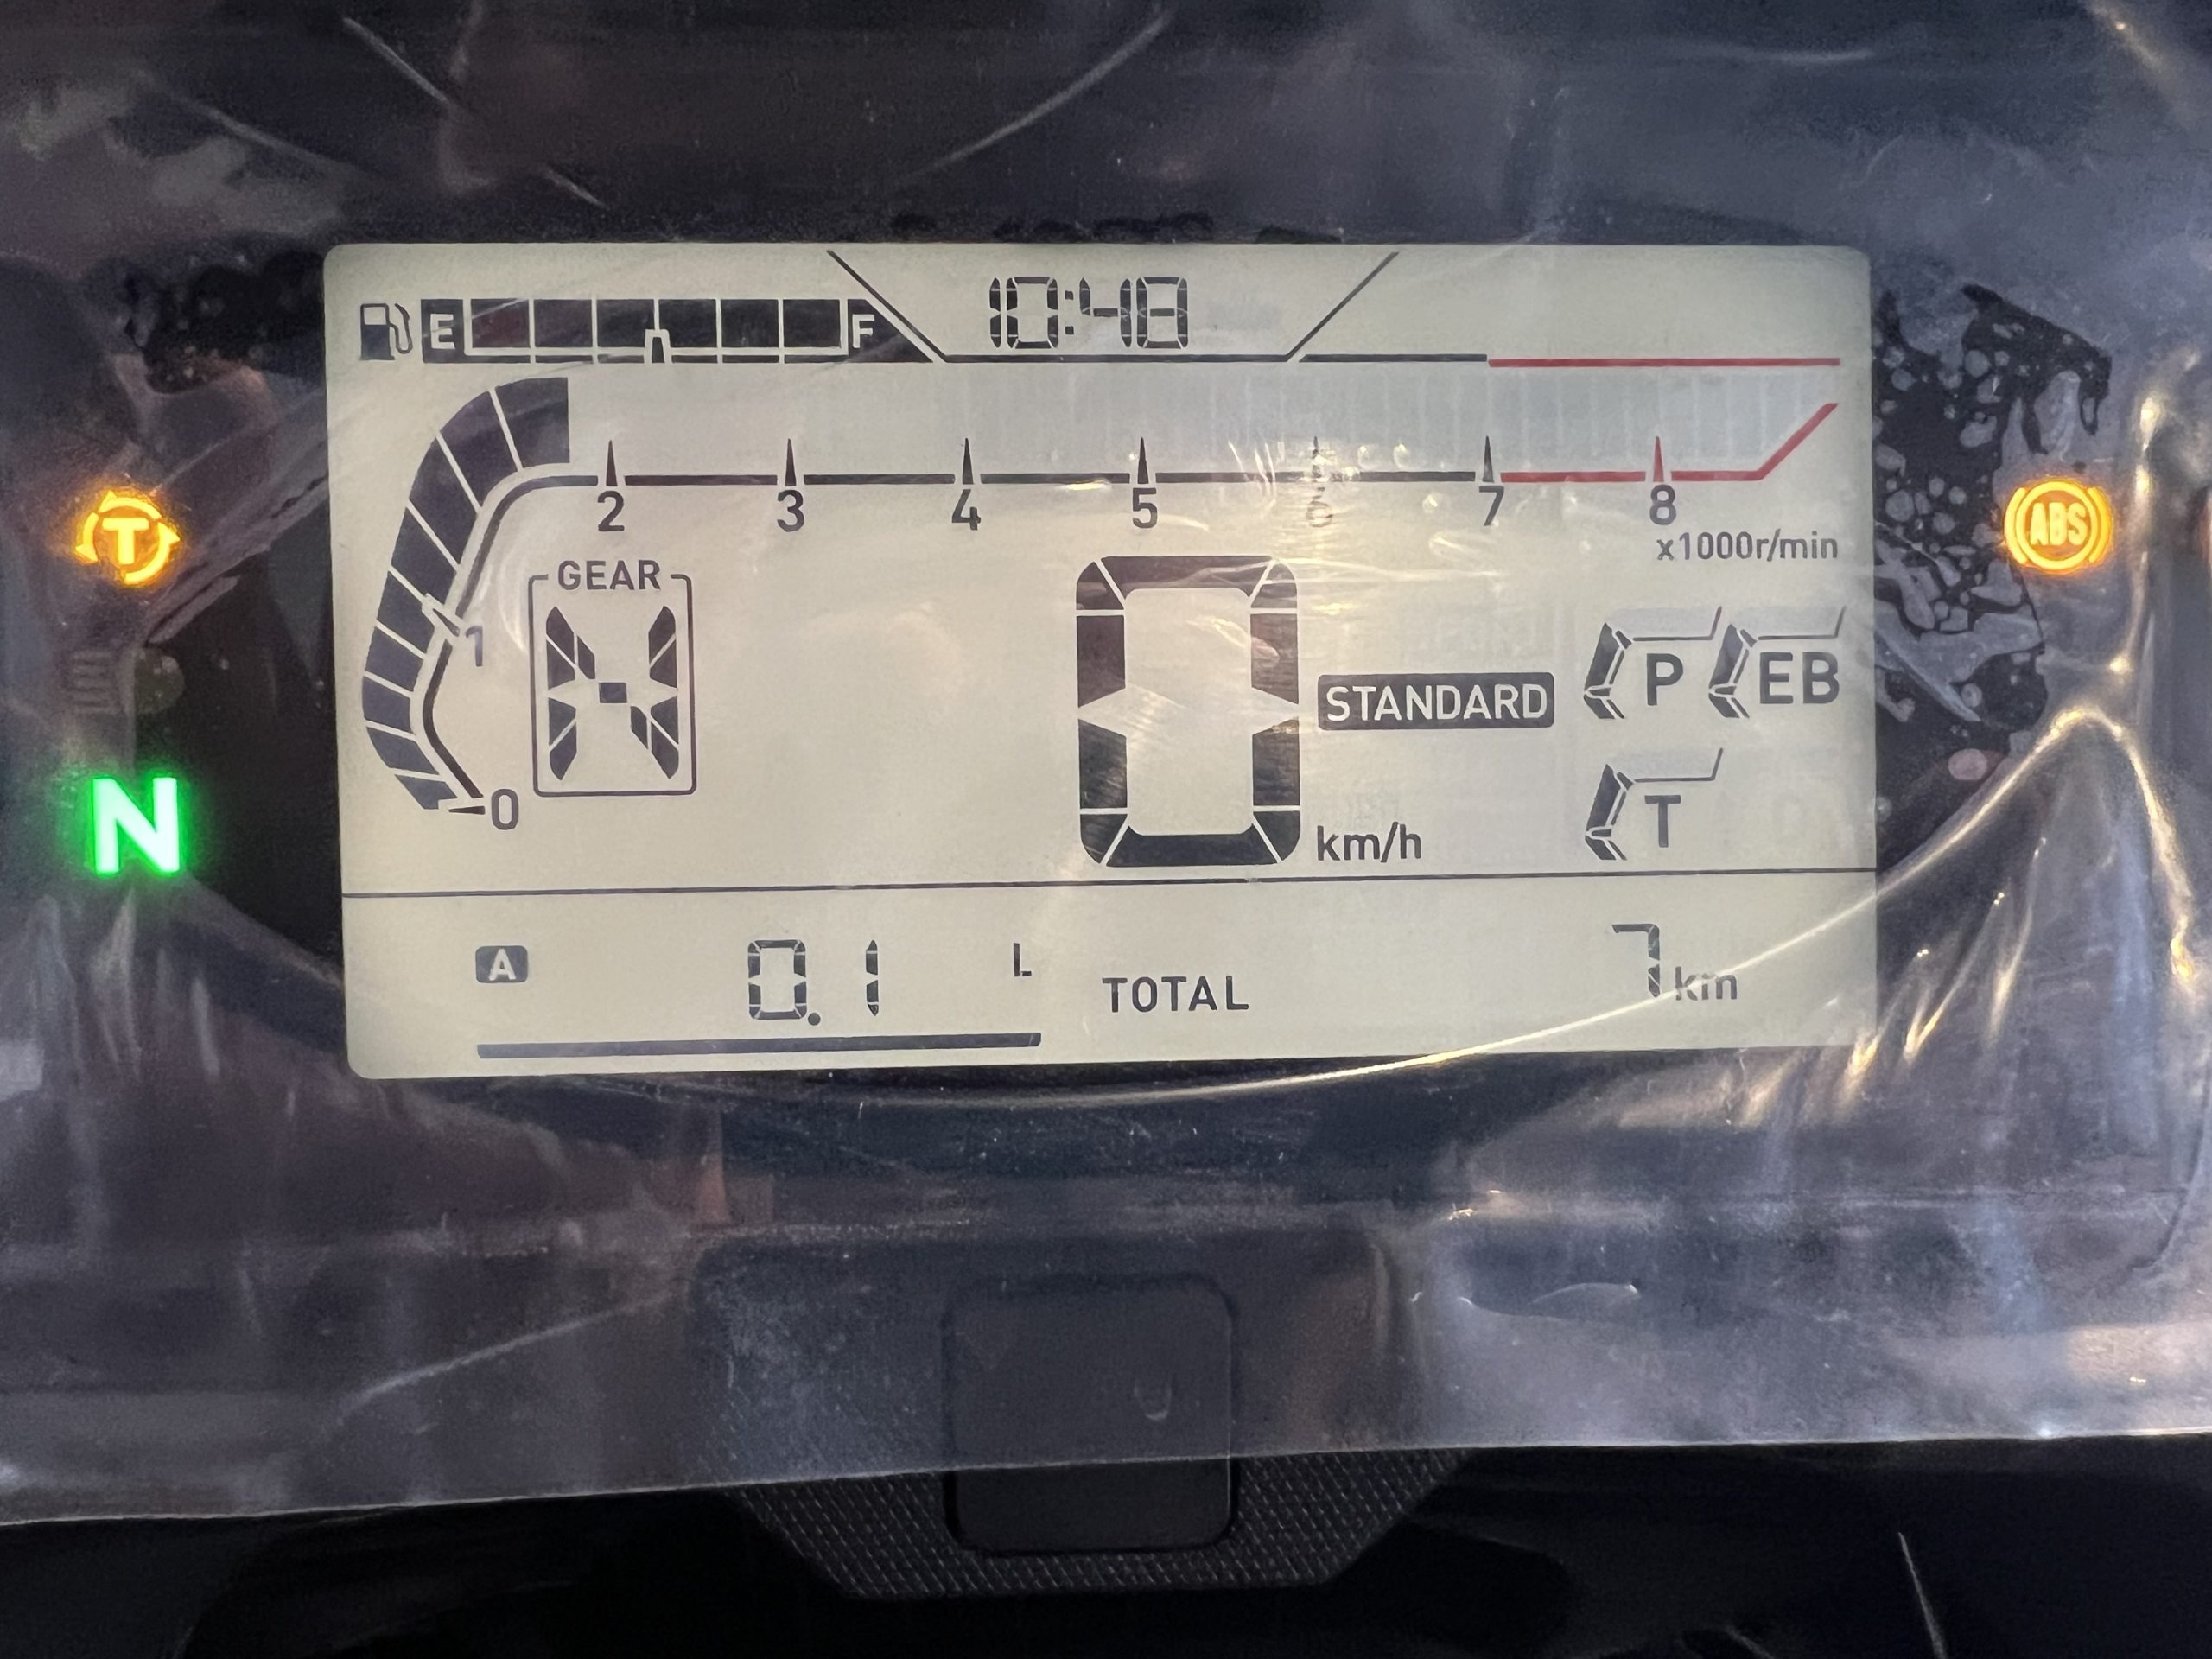 E F 10:48
2 3 4 5 6 7 8
x1000r/min
T
ABS
GEAR
1
N
0
0
km/h
STANDARD
P EB
T
N
A 0.1 L TOTAL 7 km